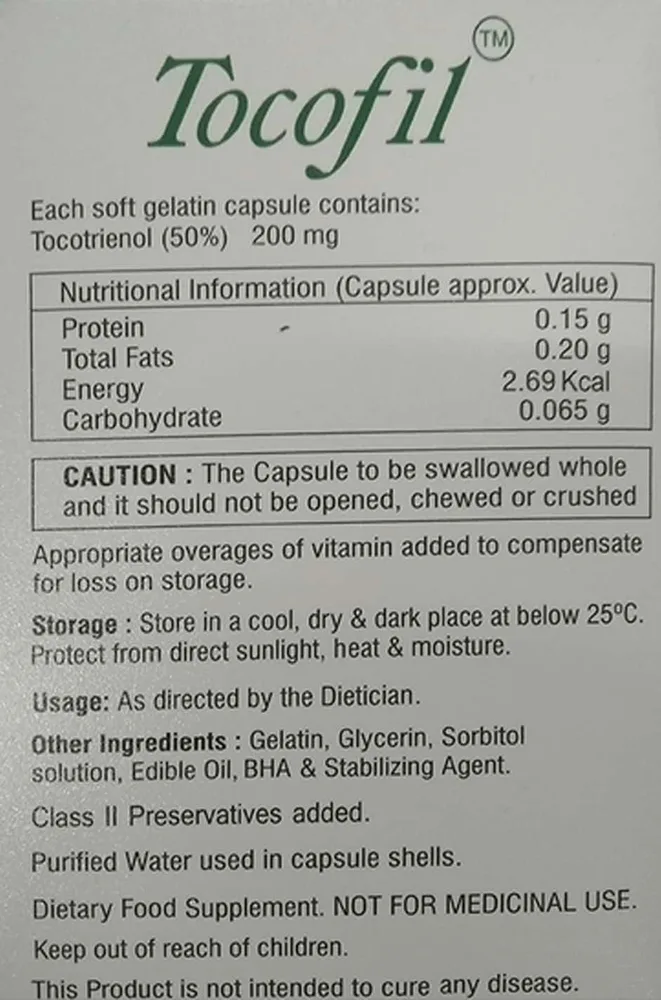 Tocofil TM
Each soft gelatin capsule contains:
Tocotrienol (50%) 200 mg
Nutritional Information (Capsule approx. Value)
Protein 0.15 g
Total Fats 0.20 g
Energy 2.69 Kcal
Carbohydrate 0.065 g
CAUTION : The Capsule to be swallowed whole
and it should not be opened, chewed or crushed
Appropriate overages of vitamin added to compensate
for loss on storage.
Storage : Store in a cool, dry & dark place at below 25ºC.
Protect from direct sunlight, heat & moisture.
Usage: As directed by the Dietician.
Other Ingredients : Gelatin, Glycerin, Sorbitol
solution, Edible Oil, BHA & Stabilizing Agent.
Class II Preservatives added.
Purified Water used in capsule shells.
Dietary Food Supplement. NOT FOR MEDICINAL USE.
Keep out of reach of children.
This Product is not intended to cure any disease.